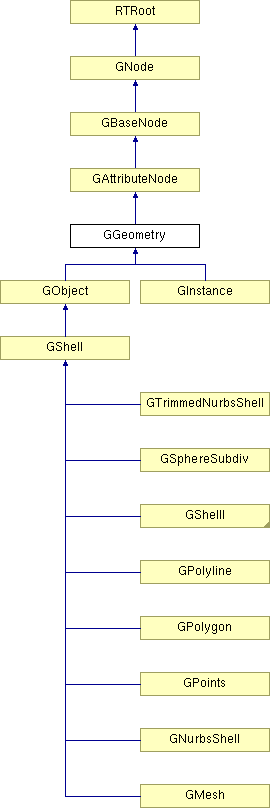 RTRoot
GNode
GBaseNode
GAttributeNode
GGeometry
GObject
GInstance
GShell
GTrimmedNurbsShell
GSphereSubdiv
GShellI
GPolyline
GPolygon
GPoints
GNurbsShell
GMesh